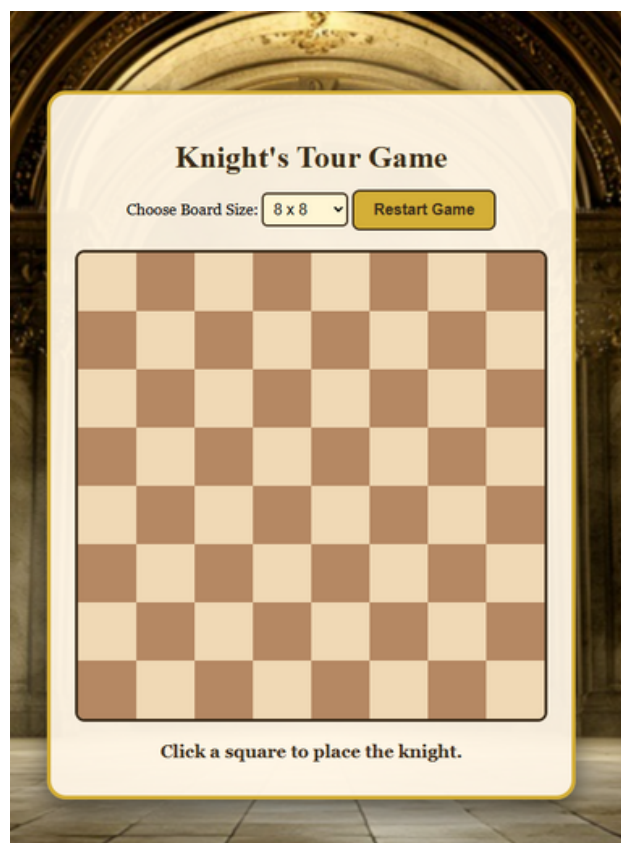 Knight's Tour Game
Choose Board Size: 8 x 8 Restart Game
Click a square to place the knight.